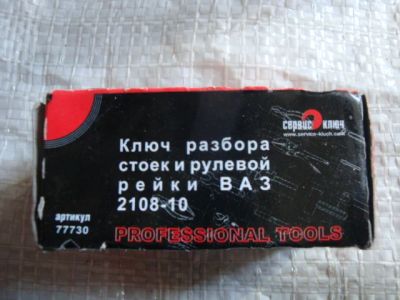 сервис ключ
www.service-kluch.com
Ключ разбора
стоек и рулевой
рейки ВАЗ
2108-10
артикул
77730
PROFESSIONAL TOOLS